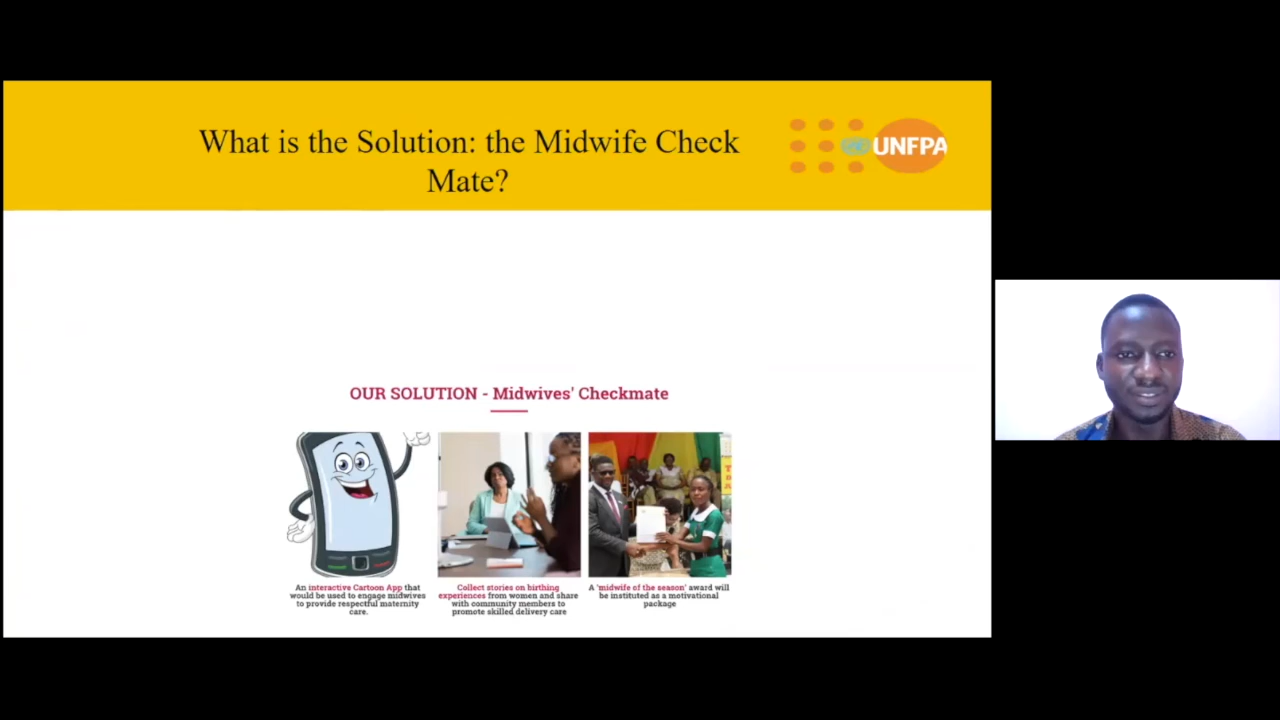 What is the Solution: the Midwife Check
Mate?
UNFPA
OUR SOLUTION - Midwives' Checkmate
An interactive Cartoon App that
would be used to engage midwives
to provide respectful maternity
care.
Collect stories on birthing
experiences from women and share
with community members to
promote skilled delivery care
A 'midwife of the season' award will
be instituted as a motivational
package